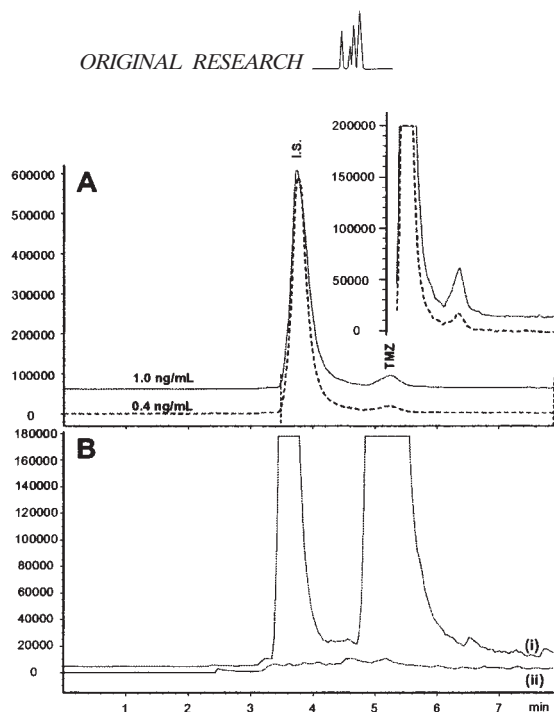 ORIGINAL RESEARCH
A
I.S.
600000
500000
400000
300000
200000
100000
0
1.0 ng/mL
0.4 ng/mL
200000
150000
100000
50000
0
TMZ
B
180000
160000
140000
120000
100000
80000
60000
40000
20000
0
(i)
(ii)
1 2 3 4 5 6 7 min